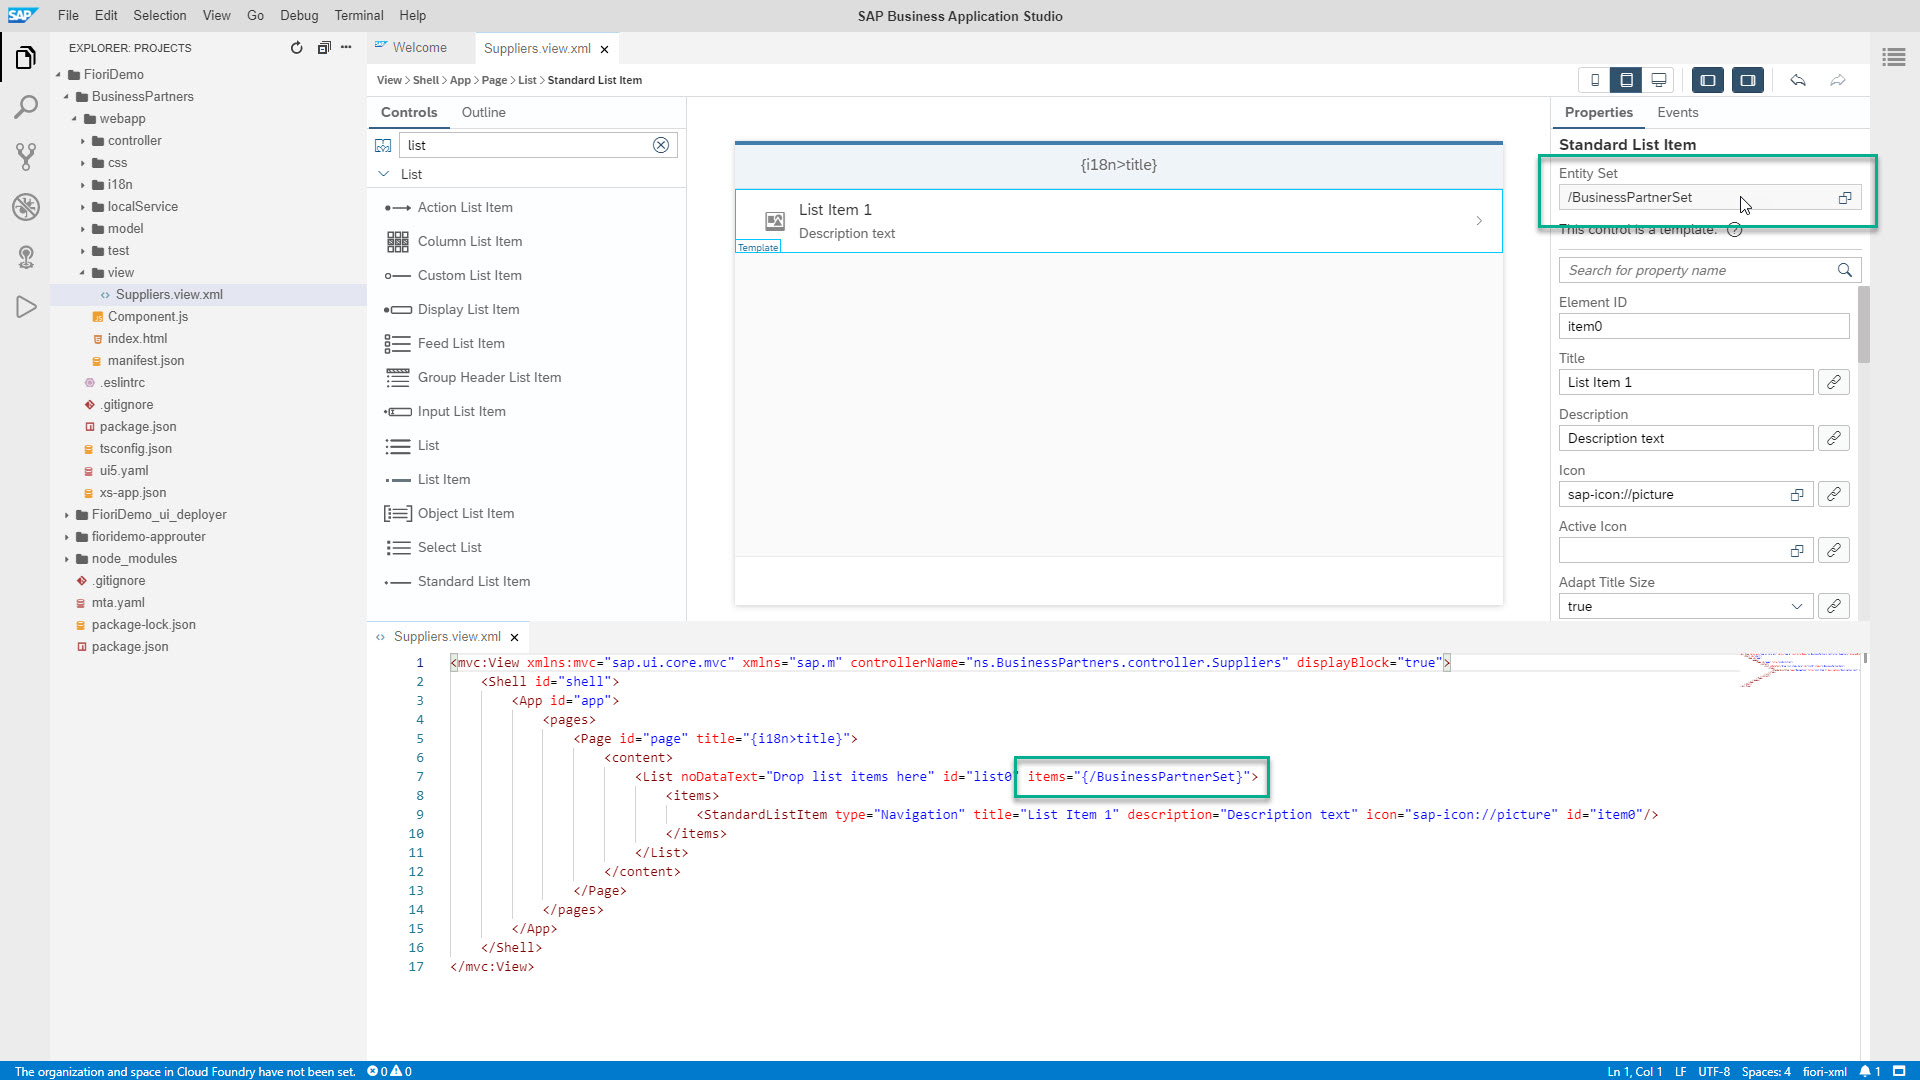 SAP File Edit Selection View Go Debug Terminal Help
SAP Business Application Studio
EXPLORER: PROJECTS
FioriDemo
BusinessPartners
webapp
controller
css
i18n
localService
model
test
view
Suppliers.view.xml
Component.js
index.html
manifest.json
.eslintrc
.gitignore
package.json
tsconfig.json
ui5.yaml
xs-app.json
FioriDemo_ui_deployer
fioridemo-approuter
node_modules
.gitignore
mta.yaml
package-lock.json
package.json
Welcome
Suppliers.view.xml
View > Shell > App > Page > List > Standard List Item
Controls Outline
list
List
Action List Item
Column List Item
Custom List Item
Display List Item
Feed List Item
Group Header List Item
Input List Item
List
List Item
Object List Item
Select List
Standard List Item
{i18n>title}
List Item 1
Description text
Template
Properties Events
Standard List Item
Entity Set
/BusinessPartnerSet
This control is a template.
Search for property name
Element ID
item0
Title
List Item 1
Description
Description text
Icon
sap-icon://picture
Active Icon
Adapt Title Size
true
Suppliers.view.xml
1 <mvc:View xmlns:mvc="sap.ui.core.mvc" xmlns="sap.m" controllerName="ns.BusinessPartners.controller.Suppliers" displayBlock="true">
2 <Shell id="shell">
3 <App id="app">
4 <pages>
5 <Page id="page" title="{i18n>title}">
6 <content>
7 <List noDataText="Drop list items here" id="list0" items="{/BusinessPartnerSet}">
8 <items>
9 <StandardListItem type="Navigation" title="List Item 1" description="Description text" icon="sap-icon://picture" id="item0"/>
10 </items>
11 </List>
12 </content>
13 </Page>
14 </pages>
15 </App>
16 </Shell>
17 </mvc:View>
The organization and space in Cloud Foundry have not been set. 0 0
Ln 1, Col 1 LF UTF-8 Spaces: 4 fiori-xml 1